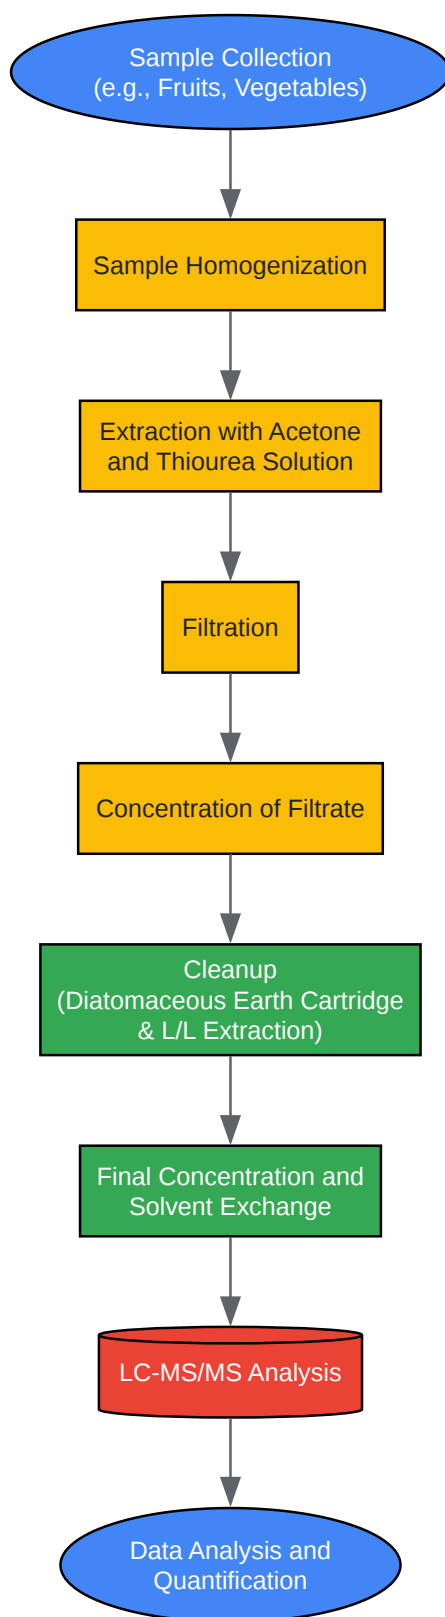 Sample Collection
(e.g., Fruits, Vegetables)
Sample Homogenization
Extraction with Acetone
and Thiourea Solution
Filtration
Concentration of Filtrate
Cleanup
(Diatomaceous Earth Cartridge
& L/L Extraction)
Final Concentration and
Solvent Exchange
LC-MS/MS Analysis
Data Analysis and
Quantification